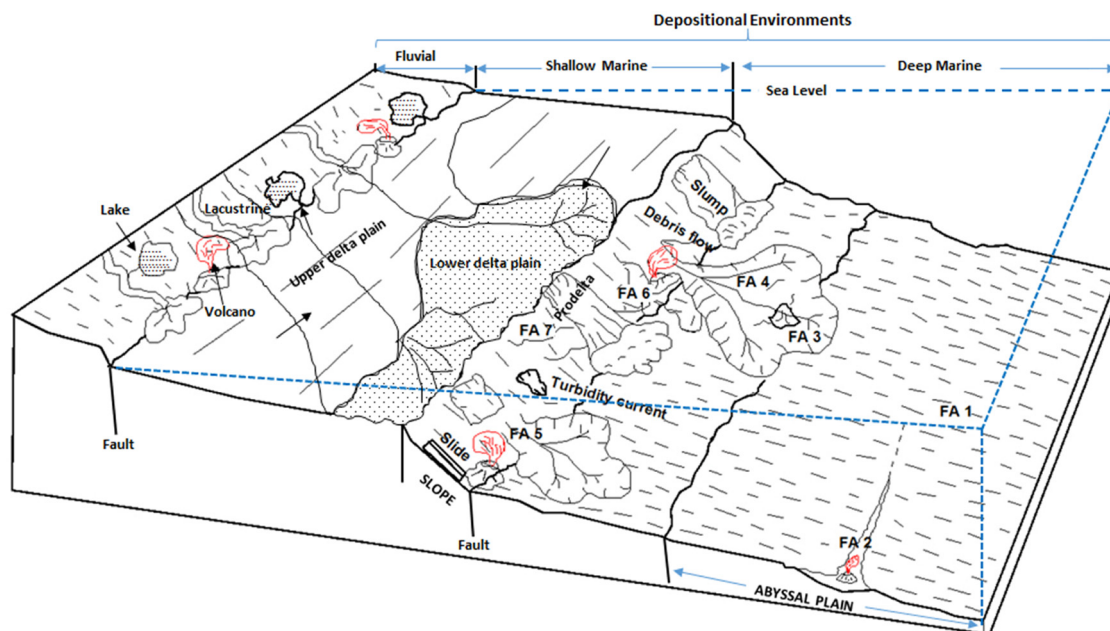 Depositional Environments
Fluvial
Shallow Marine
Deep Marine
Sea Level
Slump
Lake
Lacustrine
Debris flow
Upper delta plain
Lower delta plain
FA 4
FA 6
Volcano
Prodelta
FA 7
FA 3
Turbidity current
FA 1
FA 5
Fault
Slide
SLOPE
FA 2
Fault
ABYSSAL PLAIN